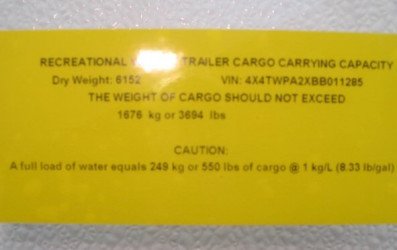 RECREATIONAL TRAILER CARGO CARRYING CAPACITY
Dry Weight: 6152 VIN: 4X4TWPA2XBB011285
THE WEIGHT OF CARGO SHOULD NOT EXCEED
1676 kg or 3694 lbs
CAUTION:
A full load of water equals 249 kg or 550 lbs of cargo @ 1 kg/L (8.33 lb/gal)